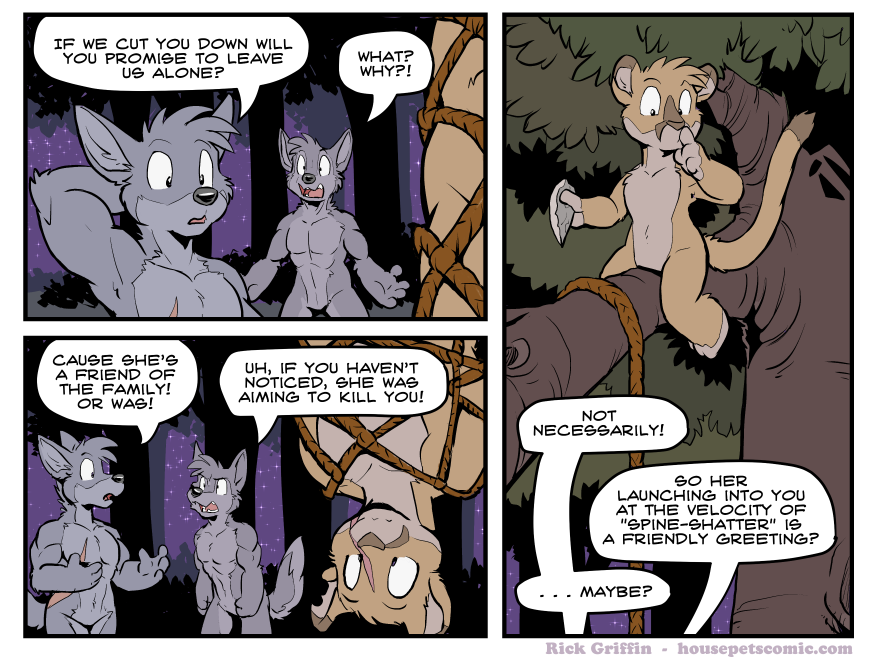 IF WE CUT YOU DOWN WILL
YOU PROMISE TO LEAVE
US ALONE?
WHAT?
WHY?!
CAUSE SHE'S
A FRIEND OF
THE FAMILY!
OR WAS!
UH, IF YOU HAVEN'T
NOTICED, SHE WAS
AIMING TO KILL YOU!
NOT
NECESSARILY!
SO HER
LAUNCHING INTO YOU
AT THE VELOCITY OF
"SPINE-SHATTER" IS
A FRIENDLY GREETING?
. . . MAYBE?
Rick Griffin - housepetscomic.com